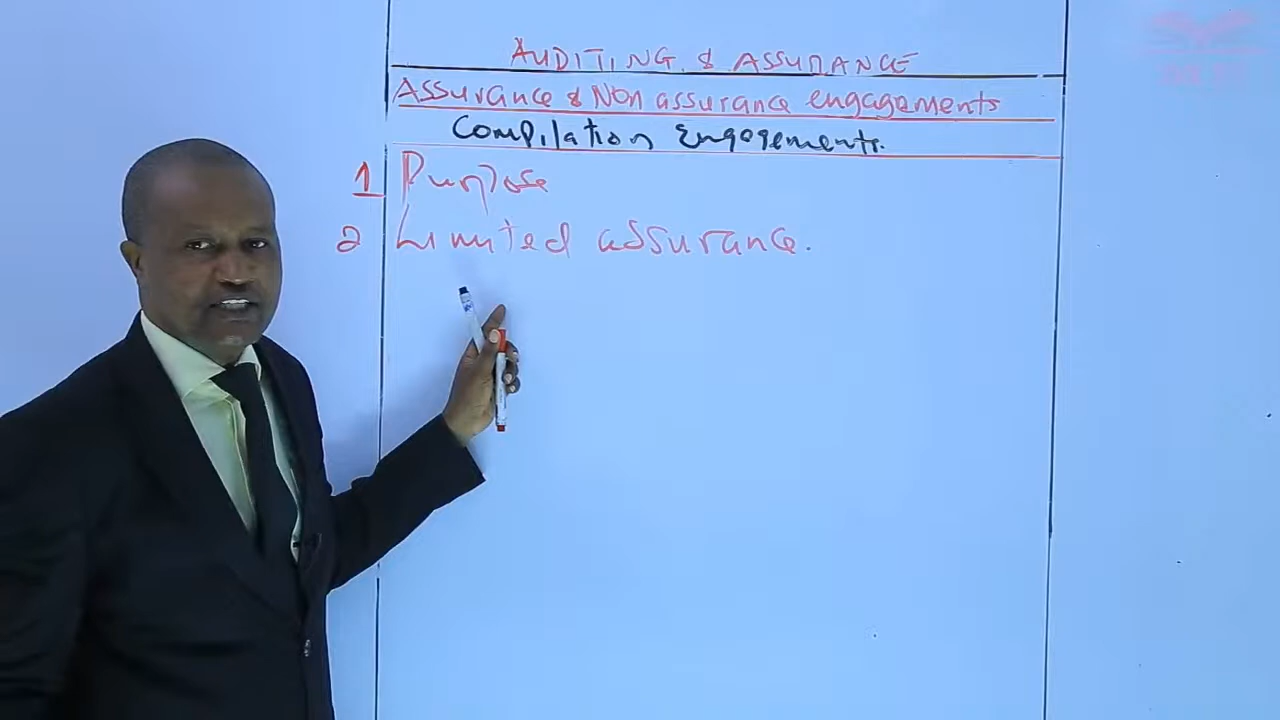 AUDITING & ASSURANCE
Assurance & Non assurance engagements
Compilation Engagements.
1 Purpose
2 Limited assurance.